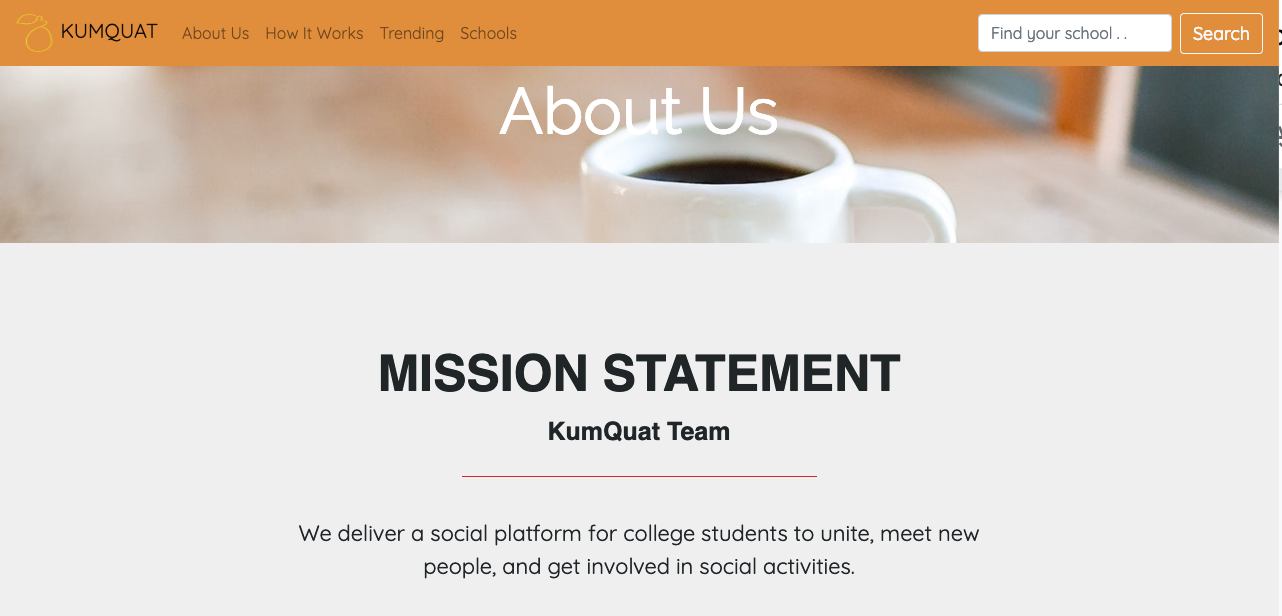 KUMQUAT About Us How It Works Trending Schools Find your school . . Search
About Us
MISSION STATEMENT
KumQuat Team
We deliver a social platform for college students to unite, meet new
people, and get involved in social activities.